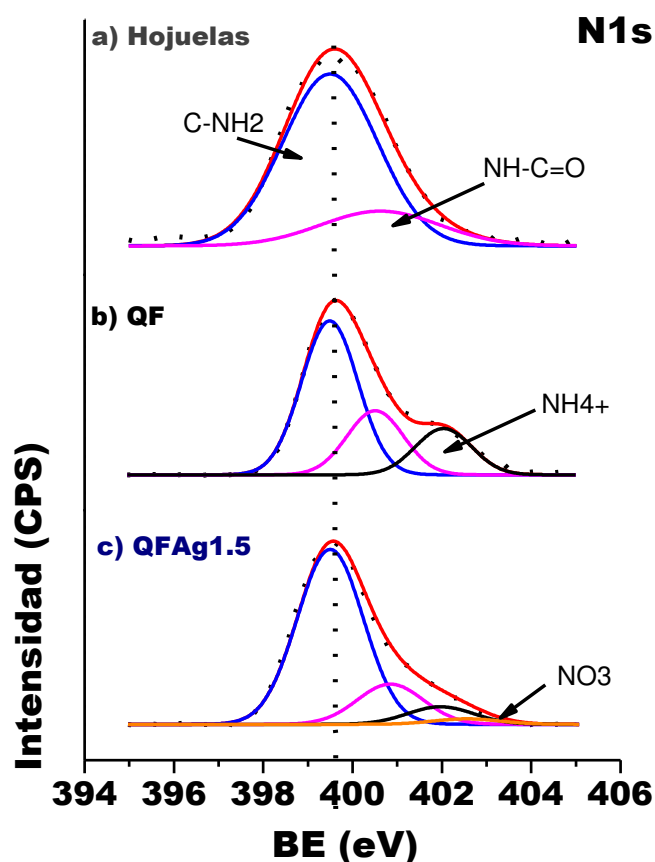 a) Hojuelas
N1s
C-NH2
NH-C=O
b) QF
NH4+
c) QFAg1.5
NO3
Intensidad (CPS)
394 396 398 400 402 404 406
BE (eV)